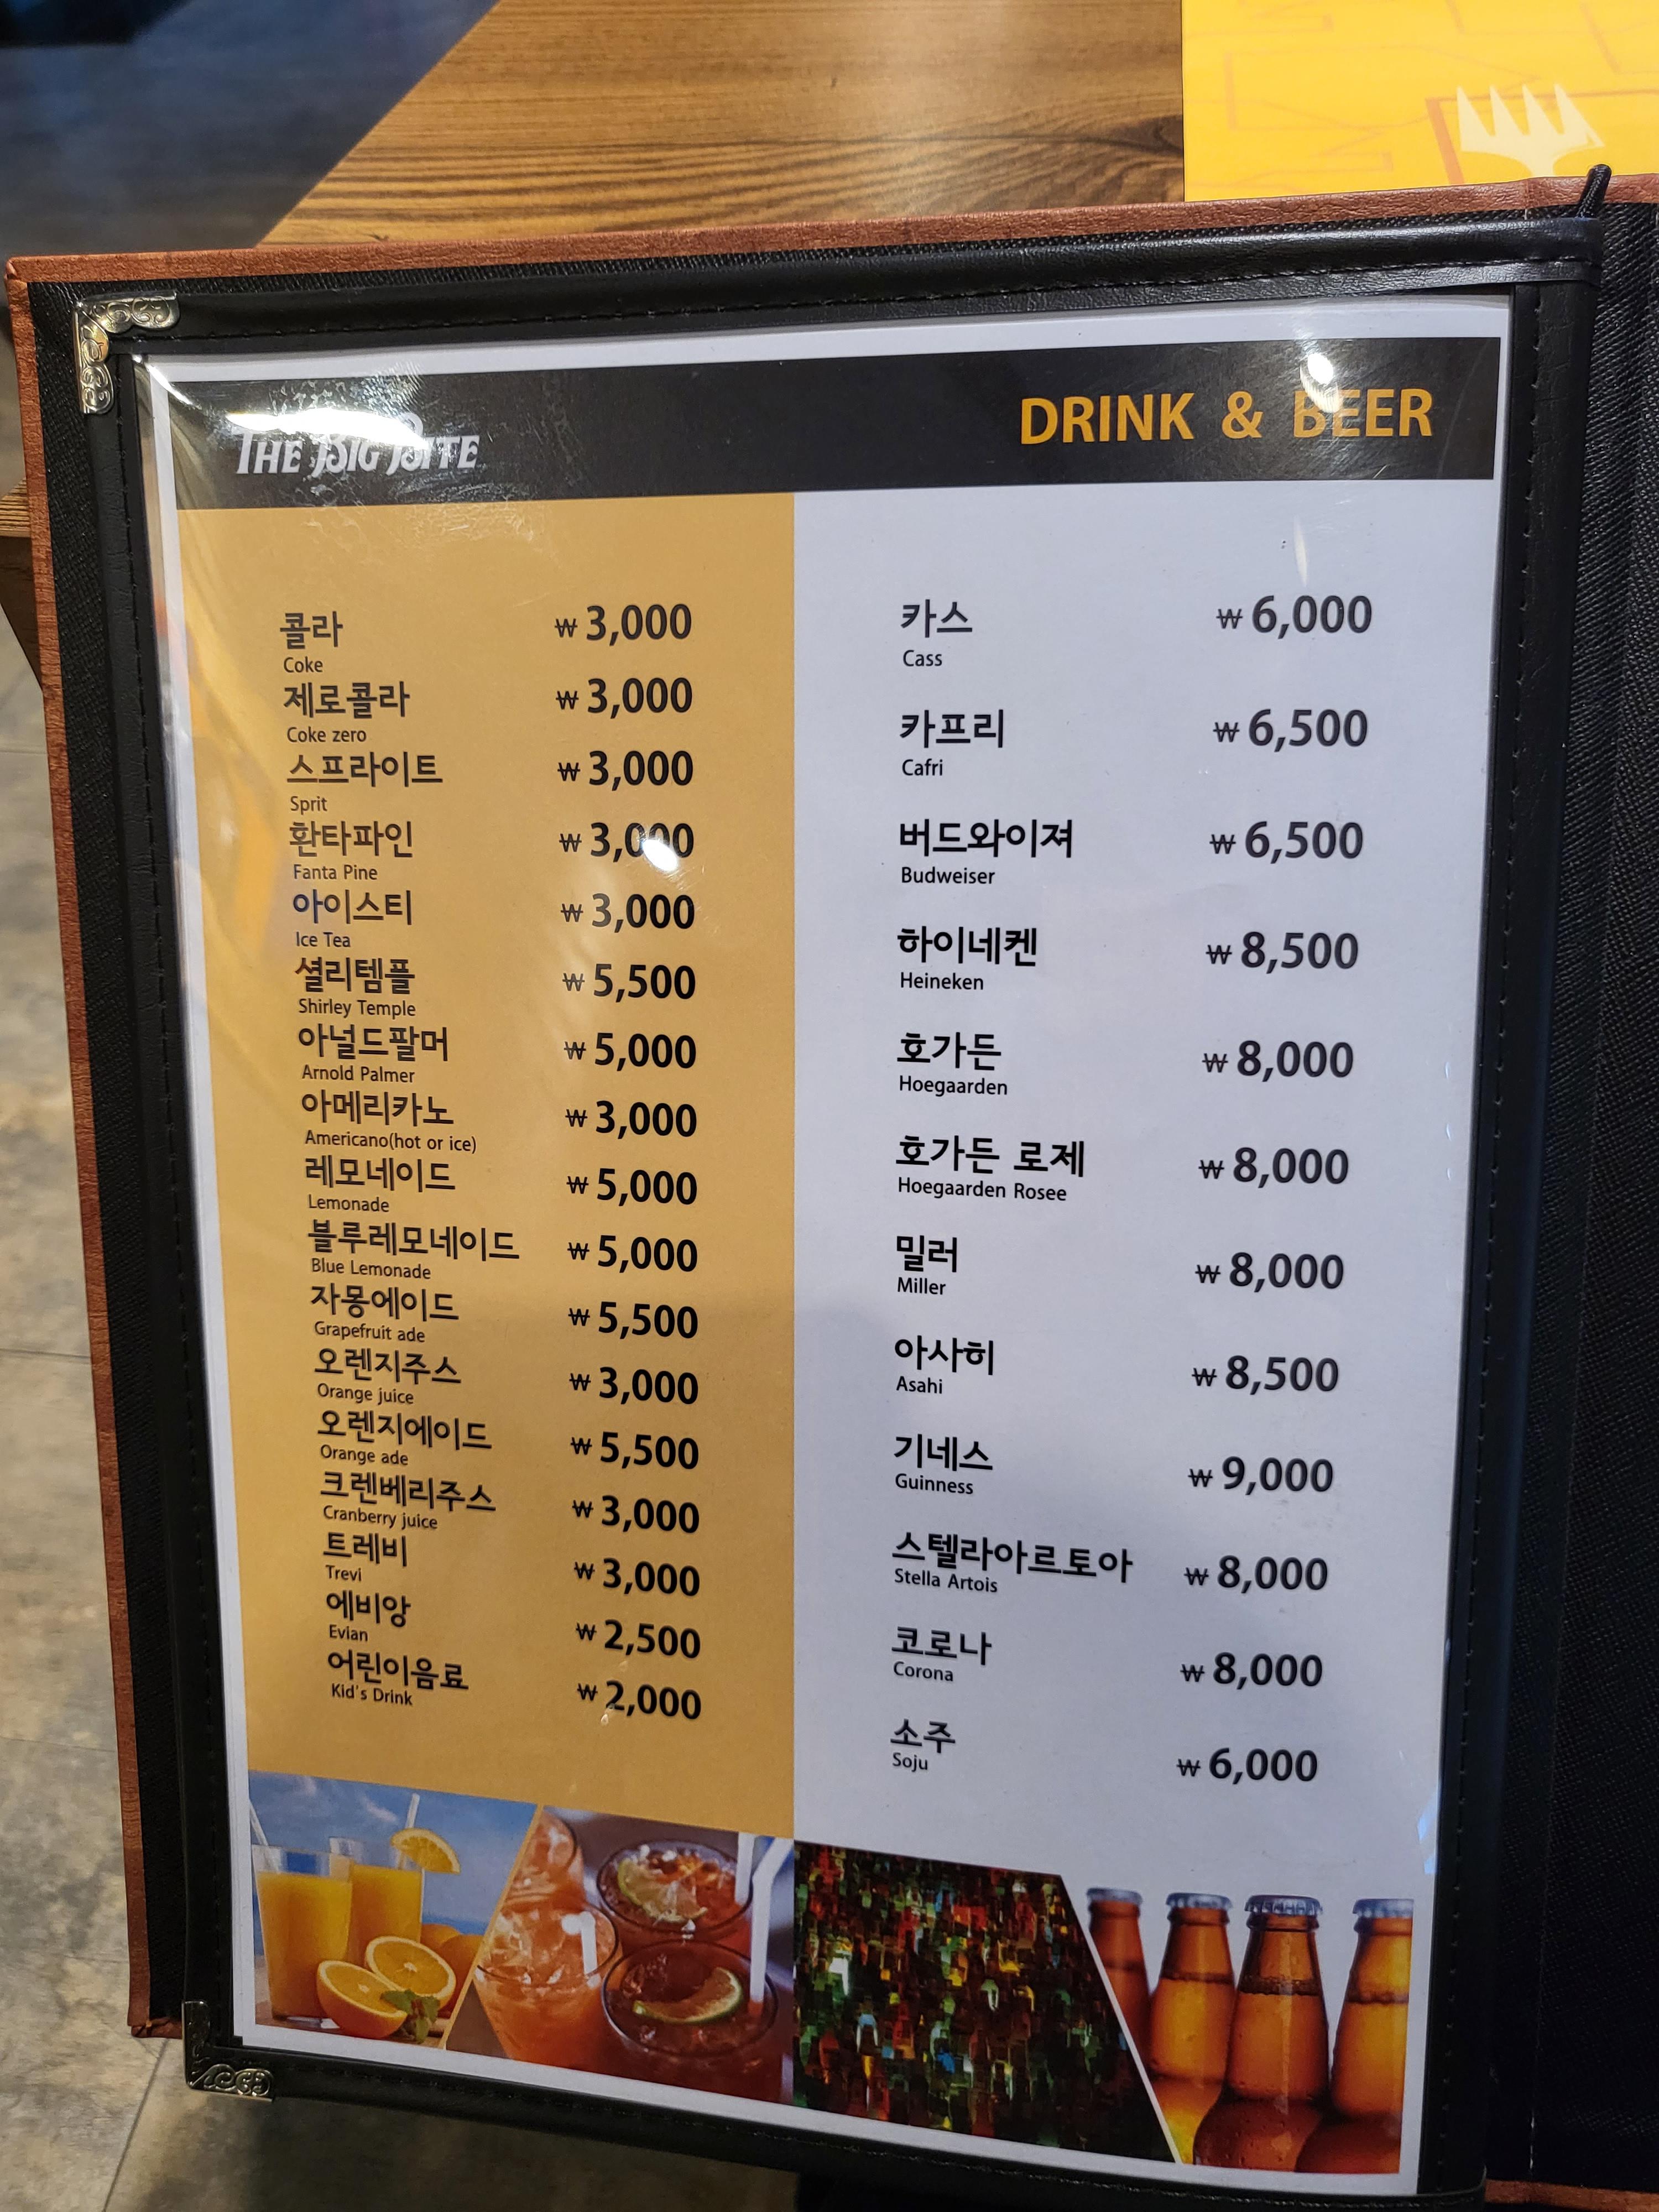 THE BIG BITE
DRINK & BEER
콜라 ₩3,000
Coke
제로콜라 ₩3,000
Coke zero
스프라이트 ₩3,000
Sprit
환타파인 ₩3,000
Fanta Pine
아이스티 ₩3,000
Ice Tea
셜리템플 ₩5,500
Shirley Temple
아널드팔머 ₩5,000
Arnold Palmer
아메리카노 ₩3,000
Americano(hot or ice)
레모네이드 ₩5,000
Lemonade
블루레모네이드 ₩5,000
Blue Lemonade
자몽에이드 ₩5,500
Grapefruit ade
오렌지주스 ₩3,000
Orange juice
오렌지에이드 ₩5,500
Orange ade
크렌베리주스 ₩3,000
Cranberry juice
트레비 ₩3,000
Trevi
에비앙 ₩2,500
Evian
어린이음료 ₩2,000
Kid's Drink
카스 ₩6,000
Cass
카프리 ₩6,500
Cafri
버드와이져 ₩6,500
Budweiser
하이네켄 ₩8,500
Heineken
호가든 ₩8,000
Hoegaarden
호가든 로제 ₩8,000
Hoegaarden Rosee
밀러 ₩8,000
Miller
아사히 ₩8,500
Asahi
기네스 ₩9,000
Guinness
스텔라아르토아 ₩8,000
Stella Artois
코로나 ₩8,000
Corona
소주 ₩6,000
Soju